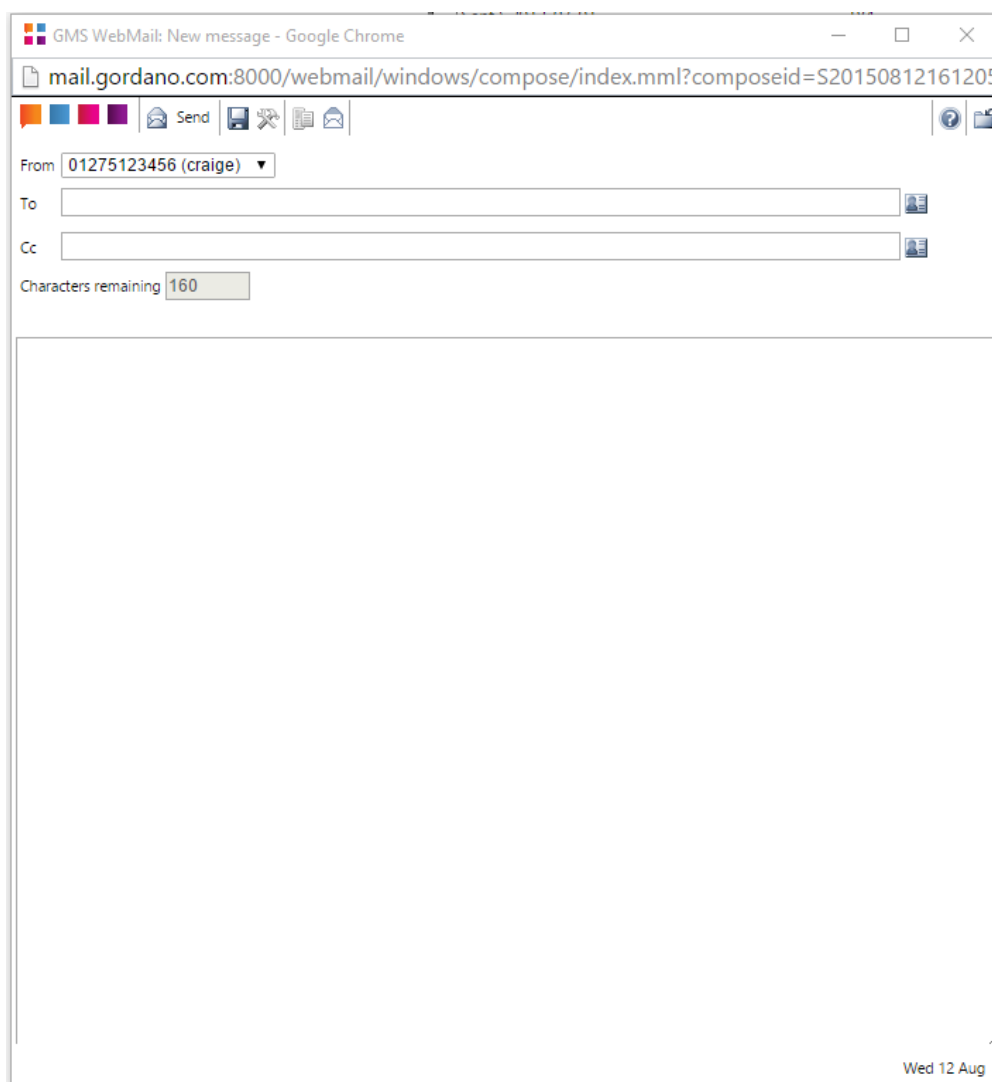 GMS WebMail: New message - Google Chrome
mail.gordano.com:8000/webmail/windows/compose/index.mml?composeid=S20150812161205
Send
From 01275123456 (craige)
To
Cc
Characters remaining 160
Wed 12 Aug